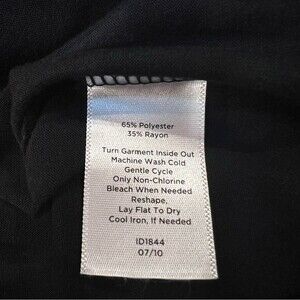 65% Polyester
35% Rayon
Turn Garment Inside Out
Machine Wash Cold
Gentle Cycle
Only Non-Chlorine
Bleach When Needed
Reshape,
Lay Flat To Dry
Cool Iron, If Needed
ID1844
07/10